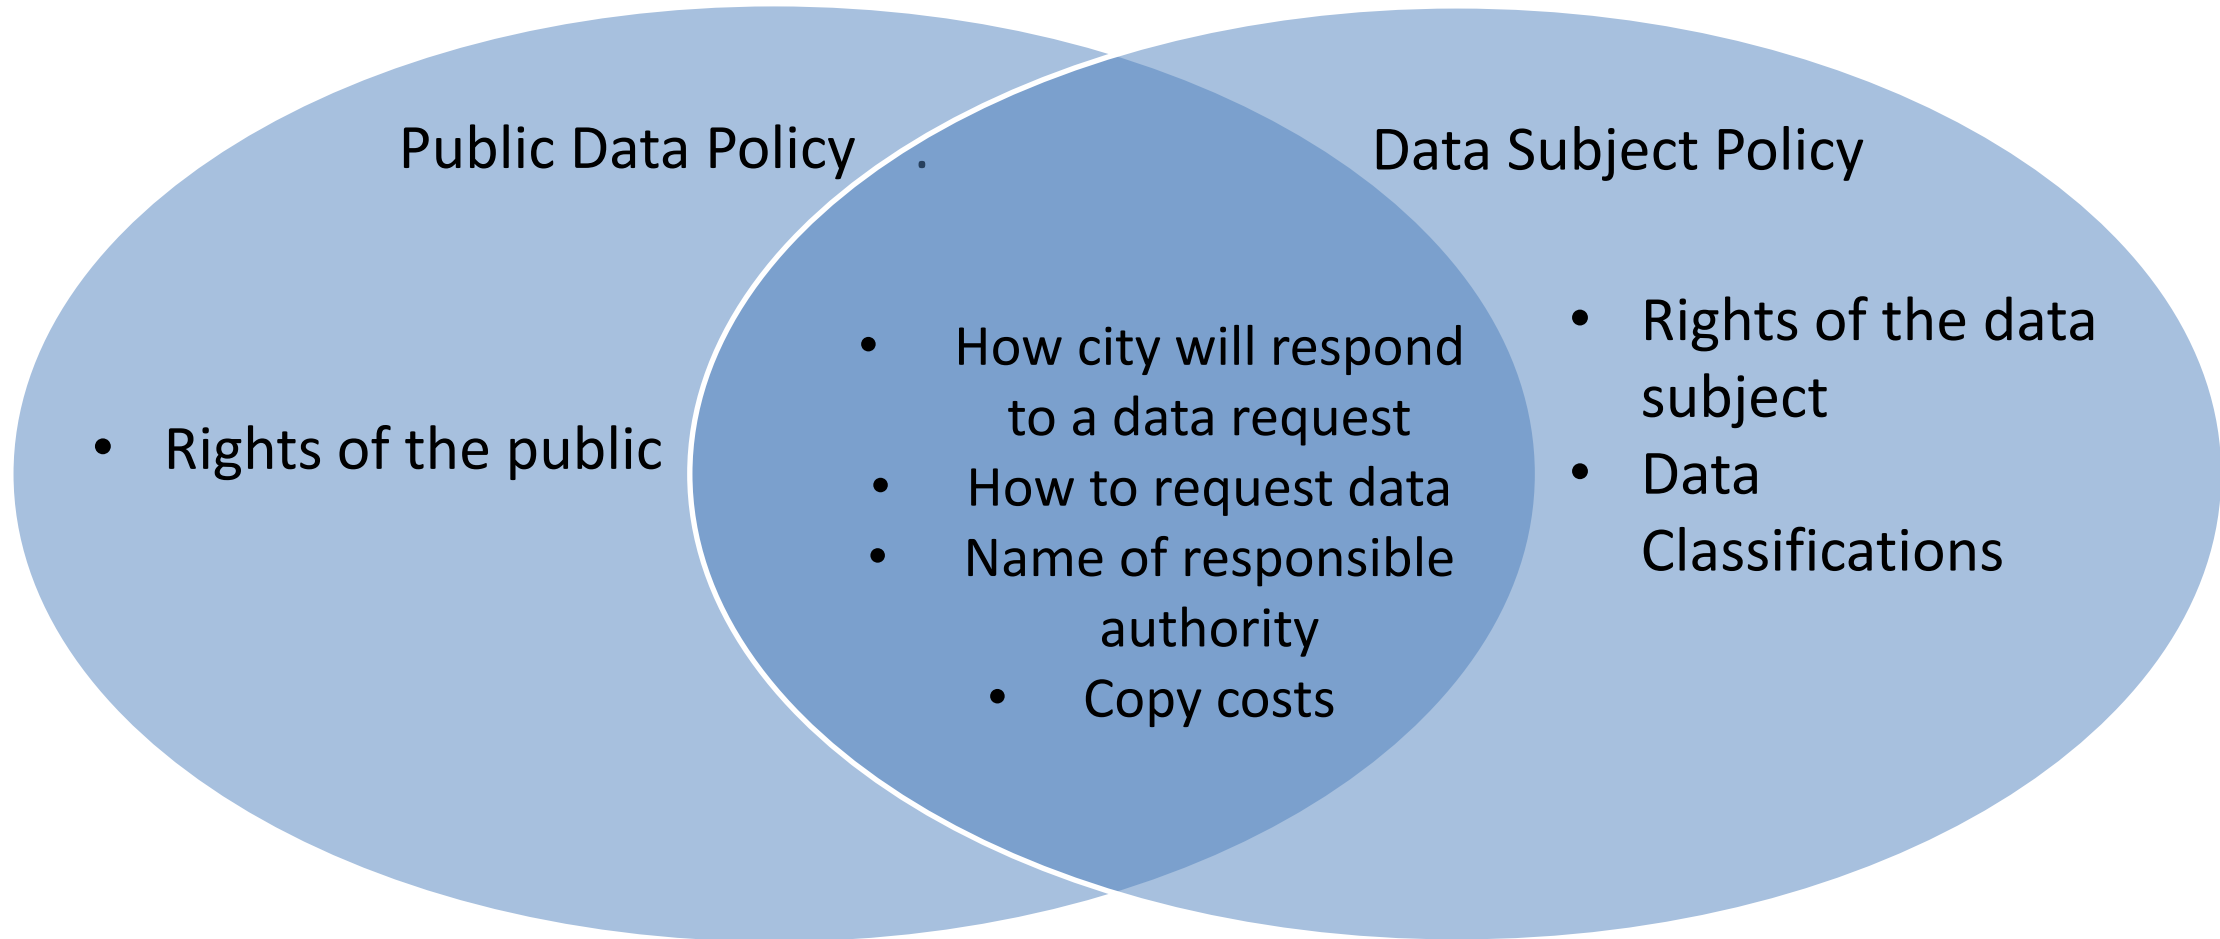 Public Data Policy .
Data Subject Policy
• Rights of the public
• How city will respond
to a data request
• How to request data
• Name of responsible
authority
• Copy costs
• Rights of the data
subject
• Data
Classifications